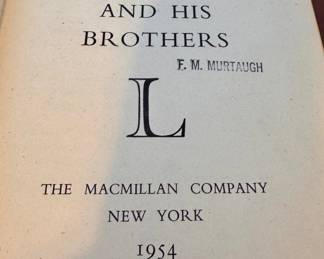 AND HIS
BROTHERS
F. M. MURTAUGH
L
THE MACMILLAN COMPANY
NEW YORK
1954